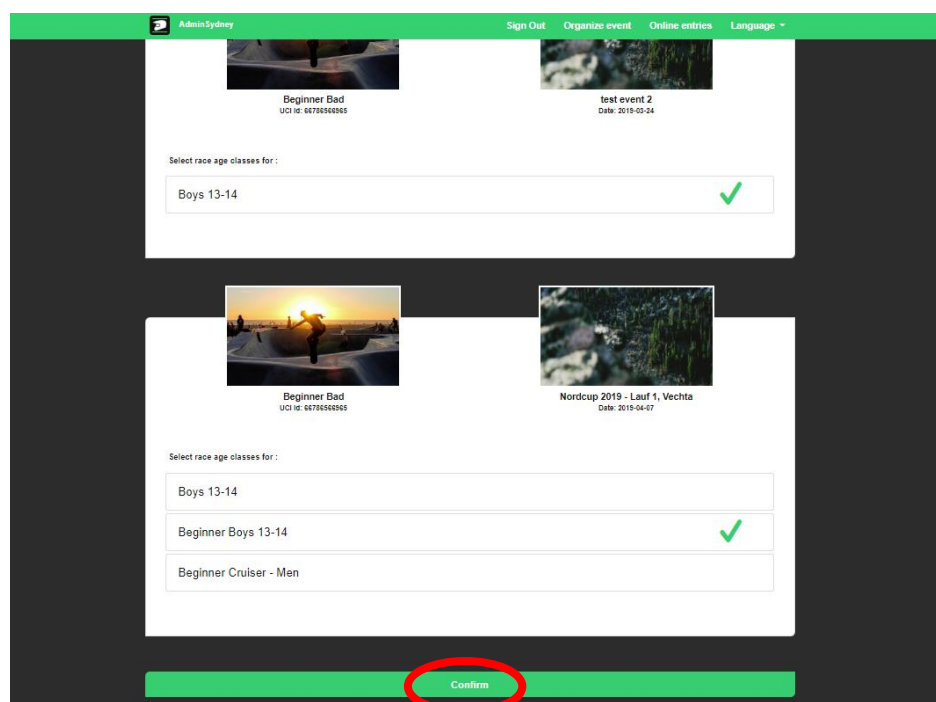 AdminSydney Sign Out Organize event Online entries Language
Beginner Bad
UCI Id: 66786566965
test event 2
Date: 2019-03-24
Select race age classes for :
Boys 13-14
Beginner Bad
UCI Id: 66786566965
Nordcup 2019 - Lauf 1, Vechta
Date: 2019-04-07
Select race age classes for :
Boys 13-14
Beginner Boys 13-14
Beginner Cruiser - Men
Confirm